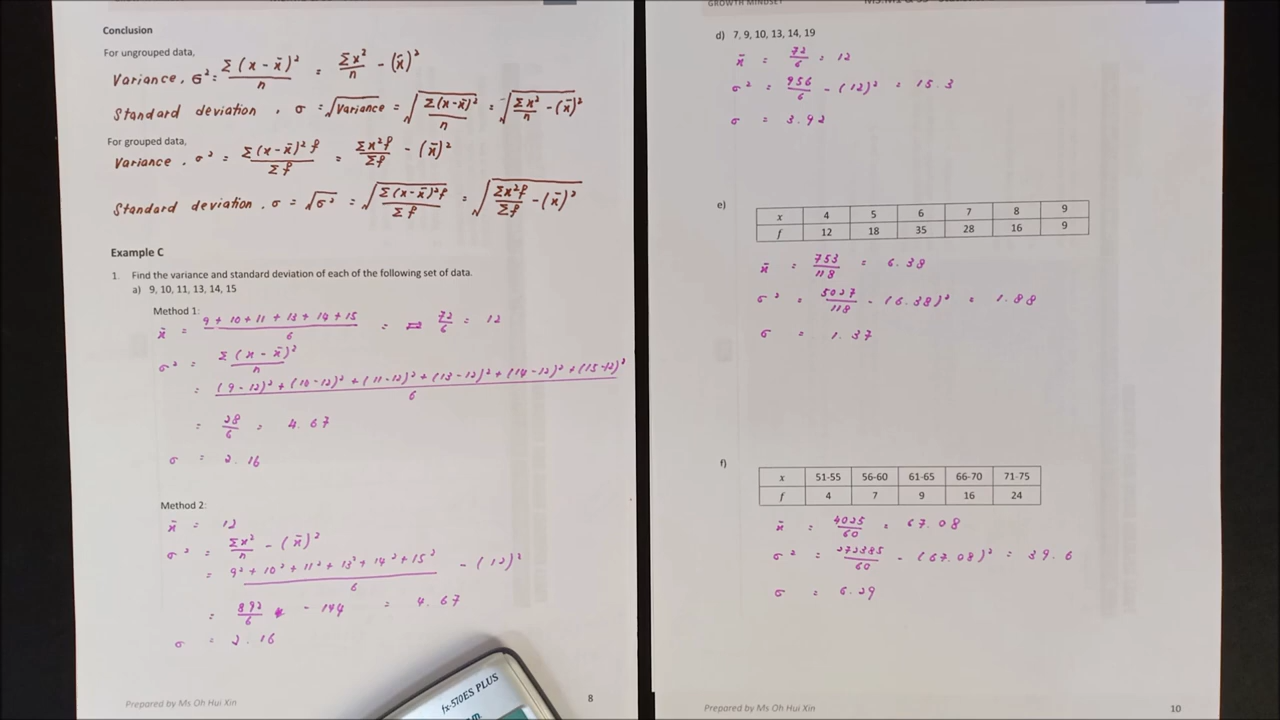 Conclusion
For ungrouped data,
Variance, σ² = Σ(x - x̄)² / n = Σx² / n - (x̄)²
Standard deviation, σ = √Variance = √(Σ(x - x̄)² / n) = √(Σx² / n - (x̄)²)
For grouped data,
Variance, σ² = Σ(x - x̄)² f / Σf = Σx²f / Σf - (x̄)²
Standard deviation, σ = √σ² = √(Σ(x - x̄)² f / Σf) = √(Σx²f / Σf - (x̄)²)
Example C
1. Find the variance and standard deviation of each of the following set of data.
a) 9, 10, 11, 13, 14, 15
Method 1:
x̄ = 9 + 10 + 11 + 13 + 14 + 15 / 6 = 72 / 6 = 12
σ² = Σ(x - x̄)² / n
= (9 - 12)² + (10 - 12)² + (11 - 12)² + (13 - 12)² + (14 - 12)² + (15 - 12)² / 6
= 28 / 6 = 4.67
σ = 2.16
Method 2:
x̄ = 12
σ² = Σx² / n - (x̄)²
= 9² + 10² + 11² + 13² + 14² + 15² / 6 - (12)²
= 892 / 6 - 144 = 4.67
σ = 2.16
fx-570ES PLUS
Prepared by Ms Oh Hui Xin
8
GROWTH MINDSET
d) 7, 9, 10, 13, 14, 19
x̄ = 72 / 6 = 12
σ² = 956 / 6 - (12)² = 15.3
σ = 3.92
e)
x 4 5 6 7 8 9
f 12 18 35 28 16 9
x̄ = 753 / 118 = 6.38
σ² = 5027 / 118 - (6.38)² = 1.88
σ = 1.37
f)
x 51-55 56-60 61-65 66-70 71-75
f 4 7 9 16 24
x̄ = 4025 / 60 = 67.08
σ² = 272385 / 60 - (67.08)² = 39.6
σ = 6.29
Prepared by Ms Oh Hui Xin
10